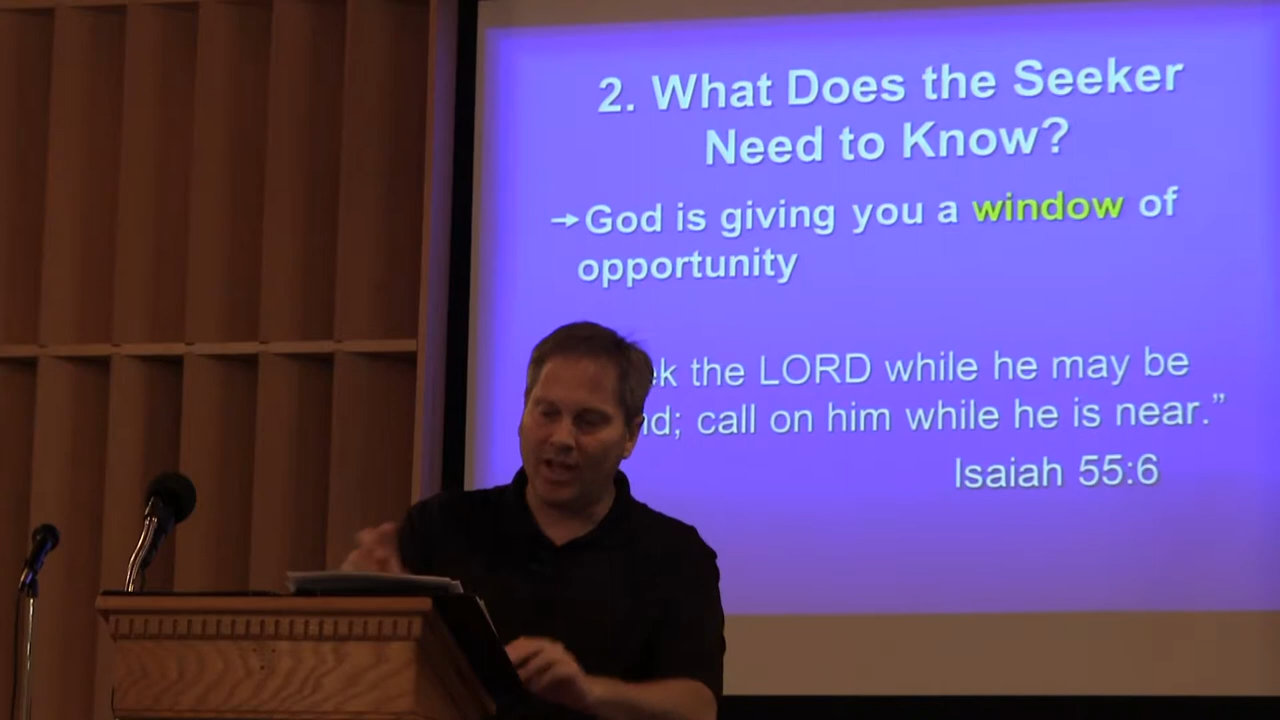 2. What Does the Seeker
Need to Know?
→God is giving you a window of
opportunity
ek the LORD while he may be
nd; call on him while he is near.”
Isaiah 55:6